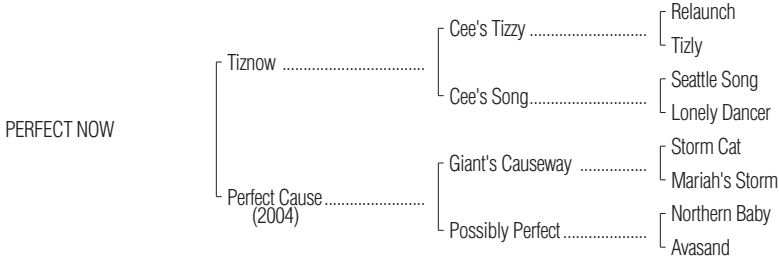 Relaunch
Cee's Tizzy ..........................
Tizly
Tiznow ................................
Seattle Song
Cee's Song..........................
Lonely Dancer
PERFECT NOW
Storm Cat
Giant's Causeway ...............
Mariah's Storm
Perfect Cause.......................
(2004)
Northern Baby
Possibly Perfect...................
Avasand